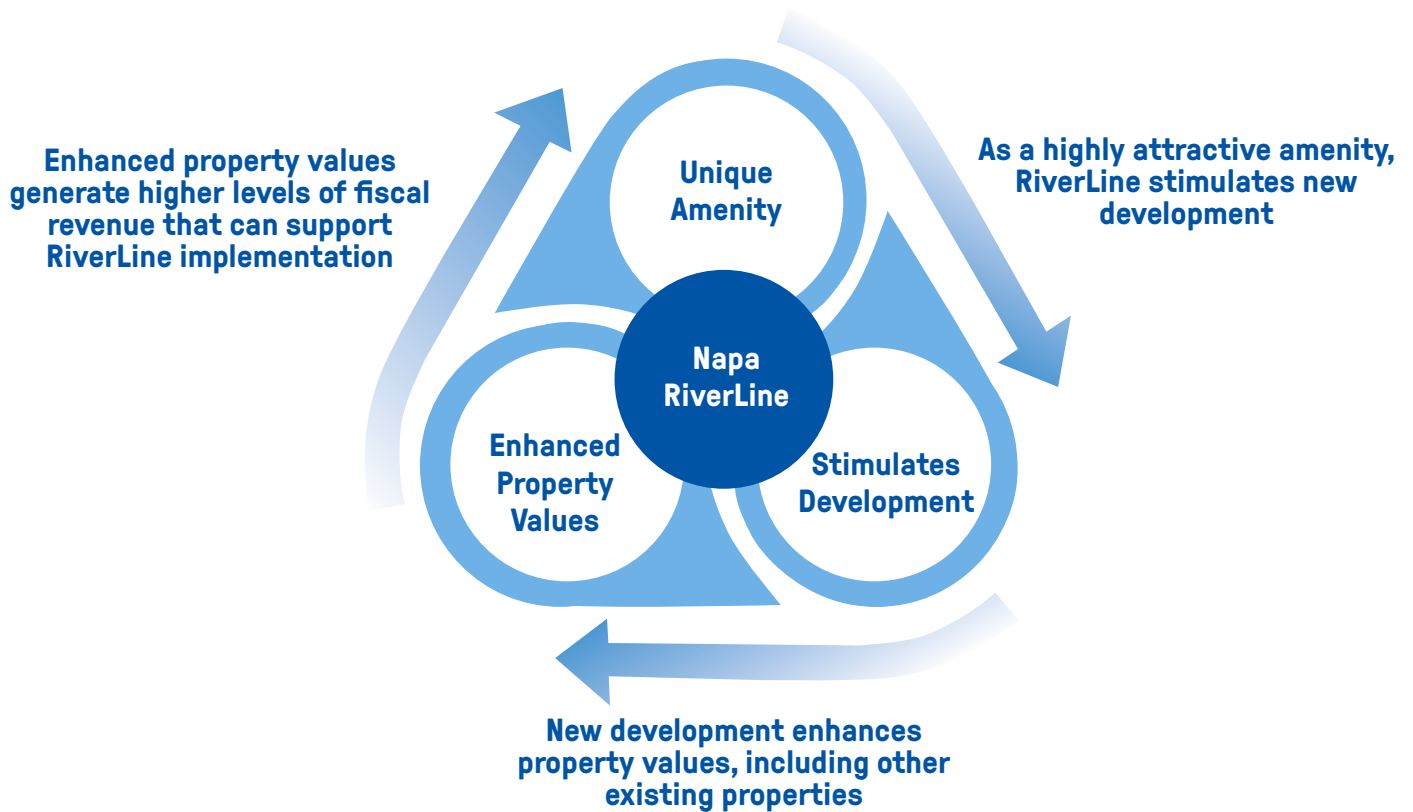 Unique
Amenity
As a highly attractive amenity,
RiverLine stimulates new
development
Enhanced property values
generate higher levels of fiscal
revenue that can support
RiverLine implementation
Napa
RiverLine
Enhanced
Property
Values
Stimulates
Development
New development enhances
property values, including other
existing properties